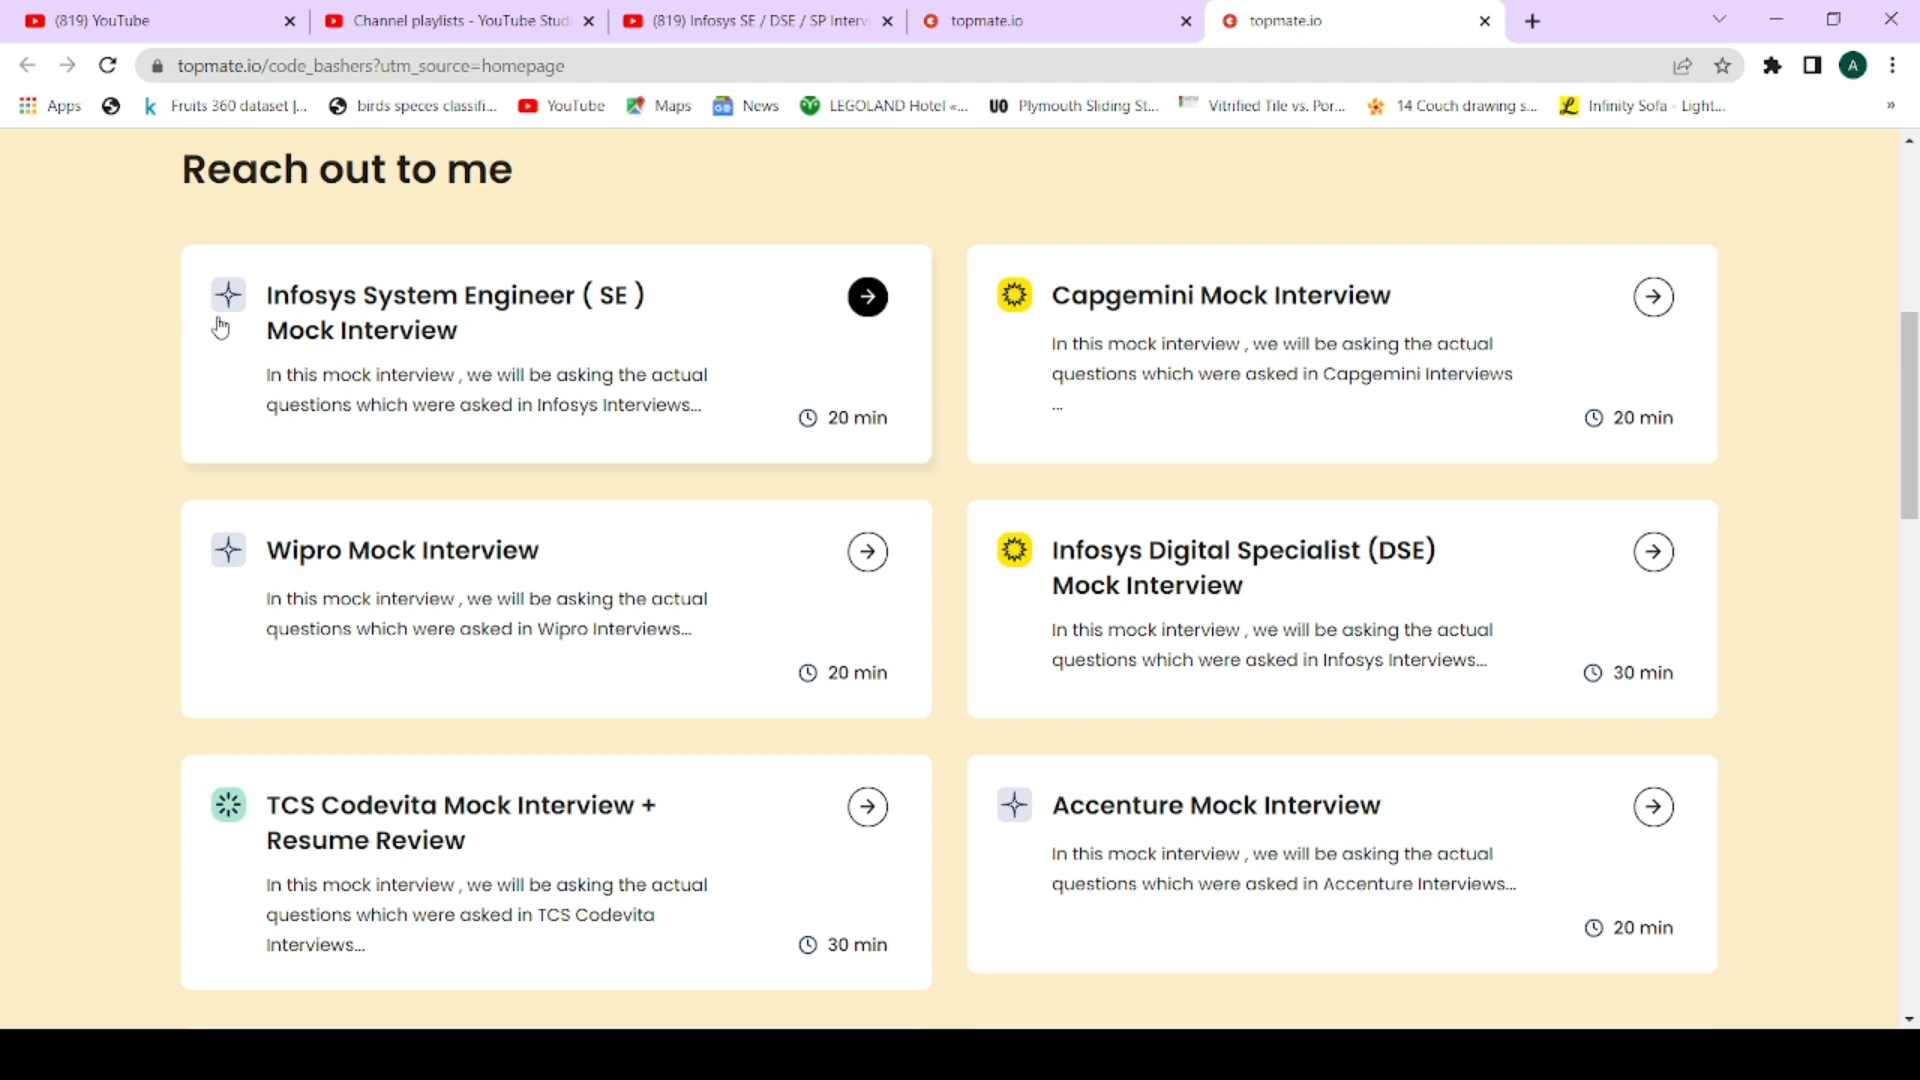 (819) YouTube
Channel playlists - YouTube Stud
(819) Infosys SE / DSE / SP Interv
topmate.io
topmate.io
topmate.io/code_bashers?utm_source=homepage
A
Apps
Fruits 360 dataset |...
birds speces classifi...
YouTube
Maps
News
LEGOLAND Hotel «...
UO Plymouth Sliding St...
Vitrified Tile vs. Por...
14 Couch drawing s...
Infinity Sofa - Light...
»
Reach out to me
Infosys System Engineer ( SE )
Mock Interview
In this mock interview , we will be asking the actual
questions which were asked in Infosys Interviews...
20 min
Capgemini Mock Interview
In this mock interview , we will be asking the actual
questions which were asked in Capgemini Interviews
...
20 min
Wipro Mock Interview
In this mock interview , we will be asking the actual
questions which were asked in Wipro Interviews...
20 min
Infosys Digital Specialist (DSE)
Mock Interview
In this mock interview , we will be asking the actual
questions which were asked in Infosys Interviews...
30 min
TCS Codevita Mock Interview +
Resume Review
In this mock interview , we will be asking the actual
questions which were asked in TCS Codevita
Interviews...
30 min
Accenture Mock Interview
In this mock interview , we will be asking the actual
questions which were asked in Accenture Interviews...
20 min